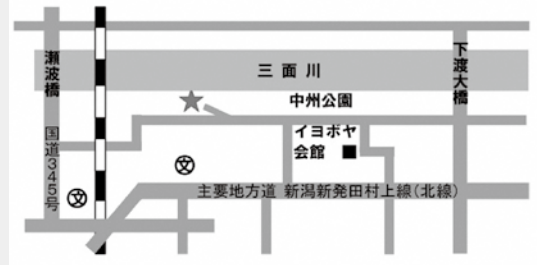 三面川
瀬波橋
下渡大橋
中州公園
イヨボヤ
会館
国道345号
文
文
主要地方道 新潟新発田村上線(北線)